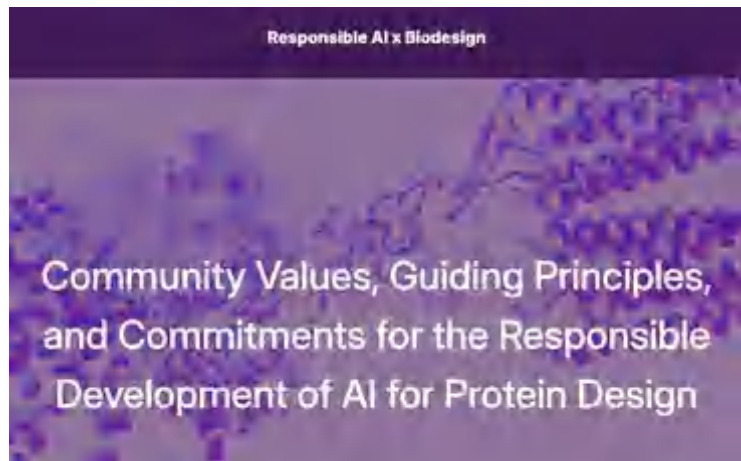 Responsible AI x Biodesign
Community Values, Guiding Principles,
and Commitments for the Responsible
Development of AI for Protein Design